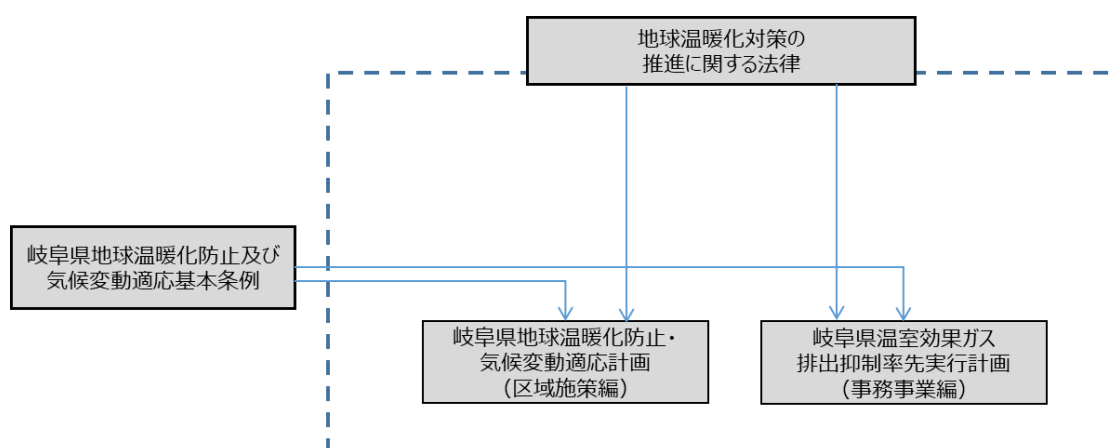 地球温暖化対策の
推進に関する法律
岐阜県地球温暖化防止及び
気候変動適応基本条例
岐阜県地球温暖化防止・
気候変動適応計画
（区域施策編）
岐阜県温室効果ガス
排出抑制率先実行計画
（事務事業編）